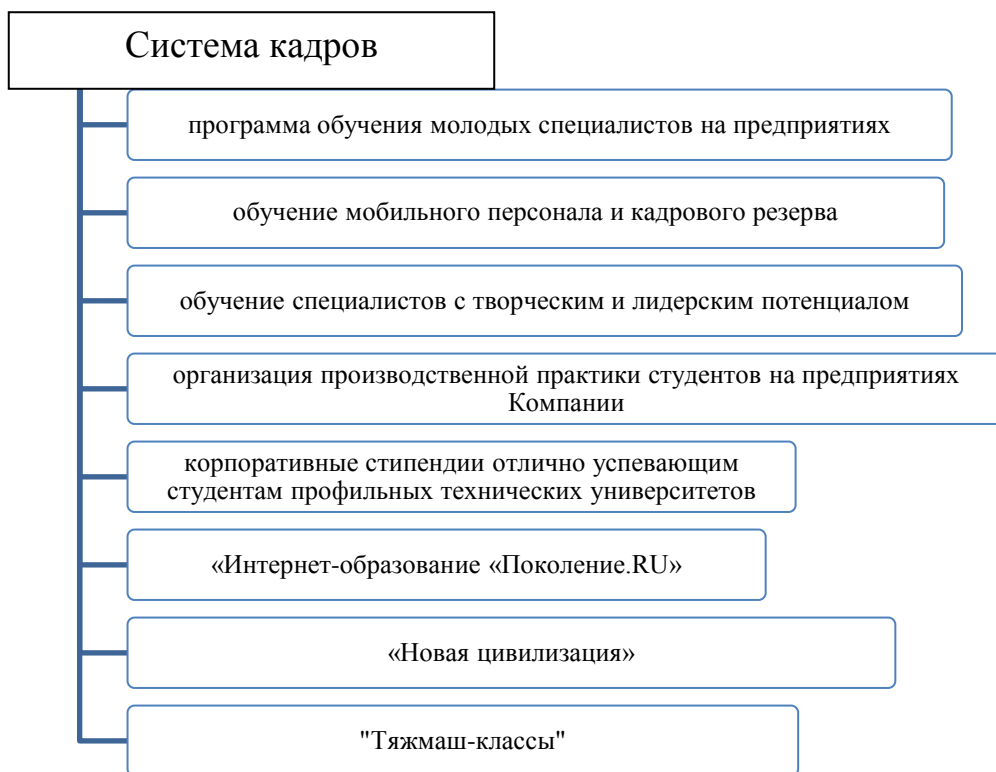 Система кадров
программа обучения молодых специалистов на предприятиях
обучение мобильного персонала и кадрового резерва
обучение специалистов с творческим и лидерским потенциалом
организация производственной практики студентов на предприятиях
Компании
корпоративные стипендии отлично успевающим
студентам профильных технических университетов
«Интернет-образование «Поколение.RU»
«Новая цивилизация»
"Тяжмаш-классы"